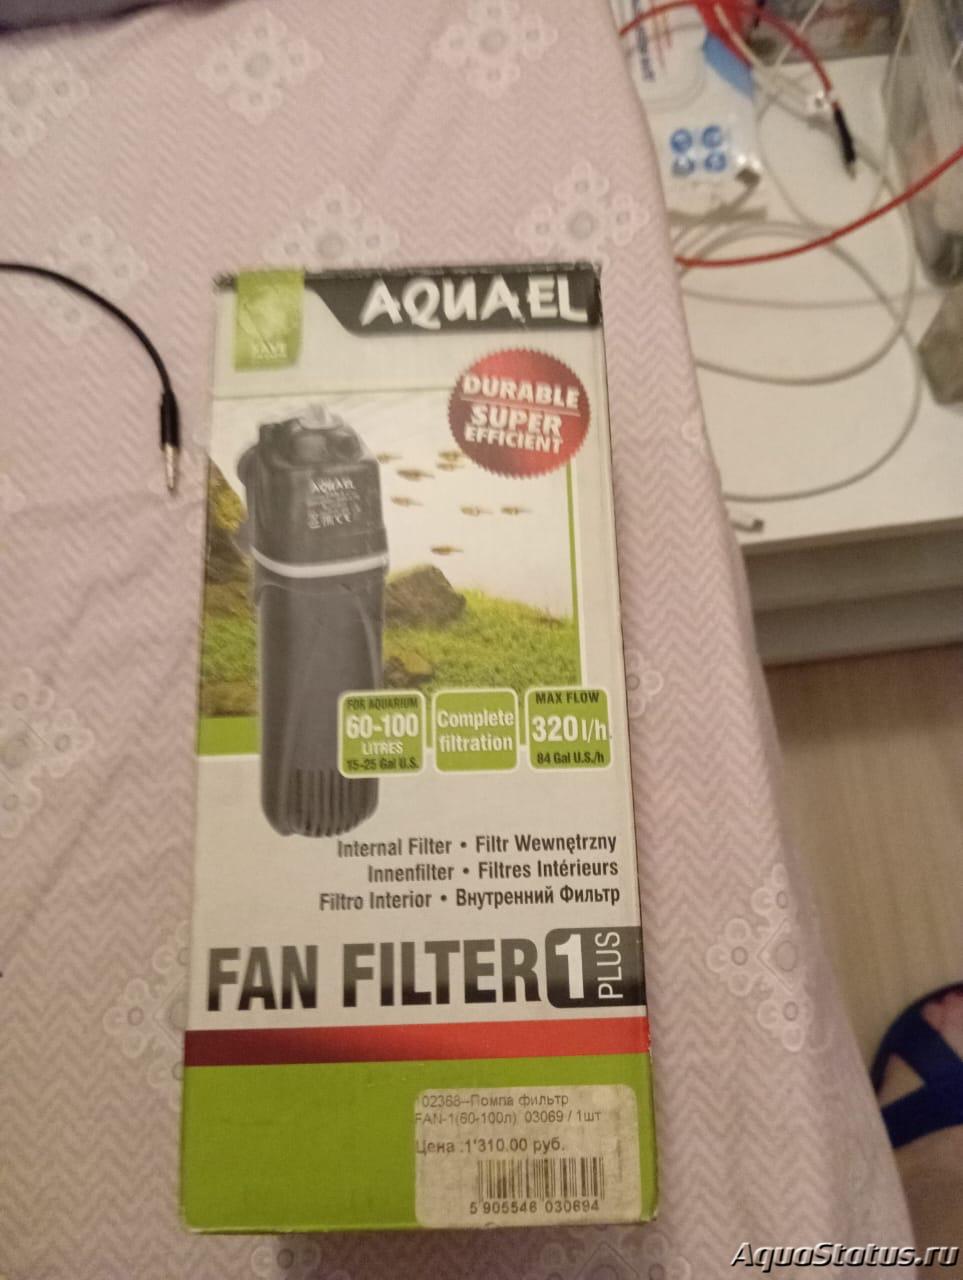 AQUAEL
DURABLE
SUPER
EFFICIENT
AQUAEL
FOR AQUARIUM
60-100
LITRES
15-25 Gal U.S.
Complete
filtration
MAX FLOW
320 l/h
84 Gal U.S./h
Internal Filter • Filtr Wewnętrzny
Innenfilter • Filtres Intérieurs
Filtro Interior • Внутренний Фильтр
FAN FILTER 1 PLUS
02368--Помпа фильтр
FAN-1(60-100л) 03069 / 1шт
Цена :1'310.00 руб.
5 905546 030694
AquaStatus.ru